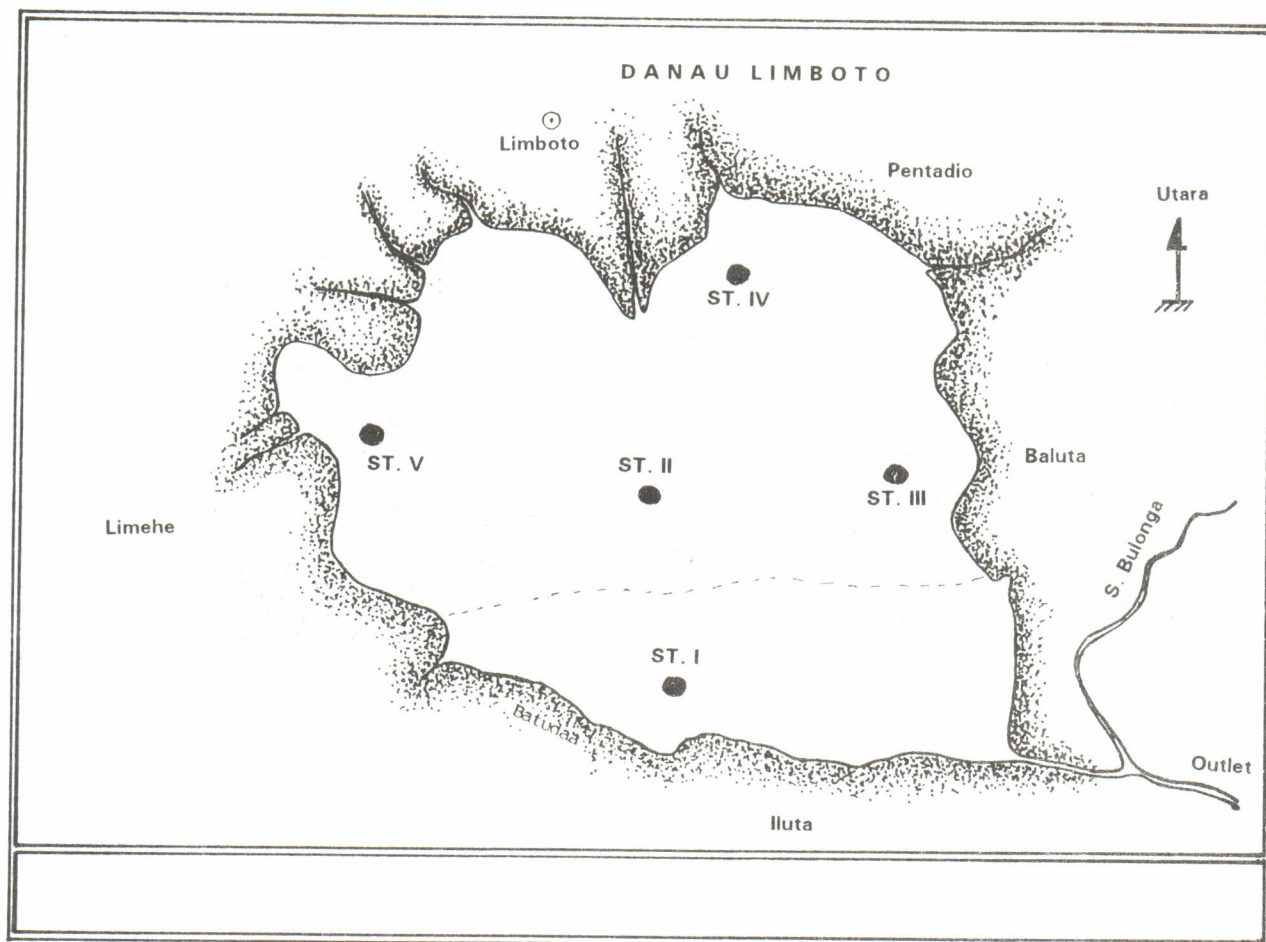 DANAU LIMBOTO
Limboto
Pentadio
Utara
ST. IV
ST. V
ST. II
ST. III
Baluta
Limehe
S. Bulonga
ST. I
Batudaa
Outlet
Iluta